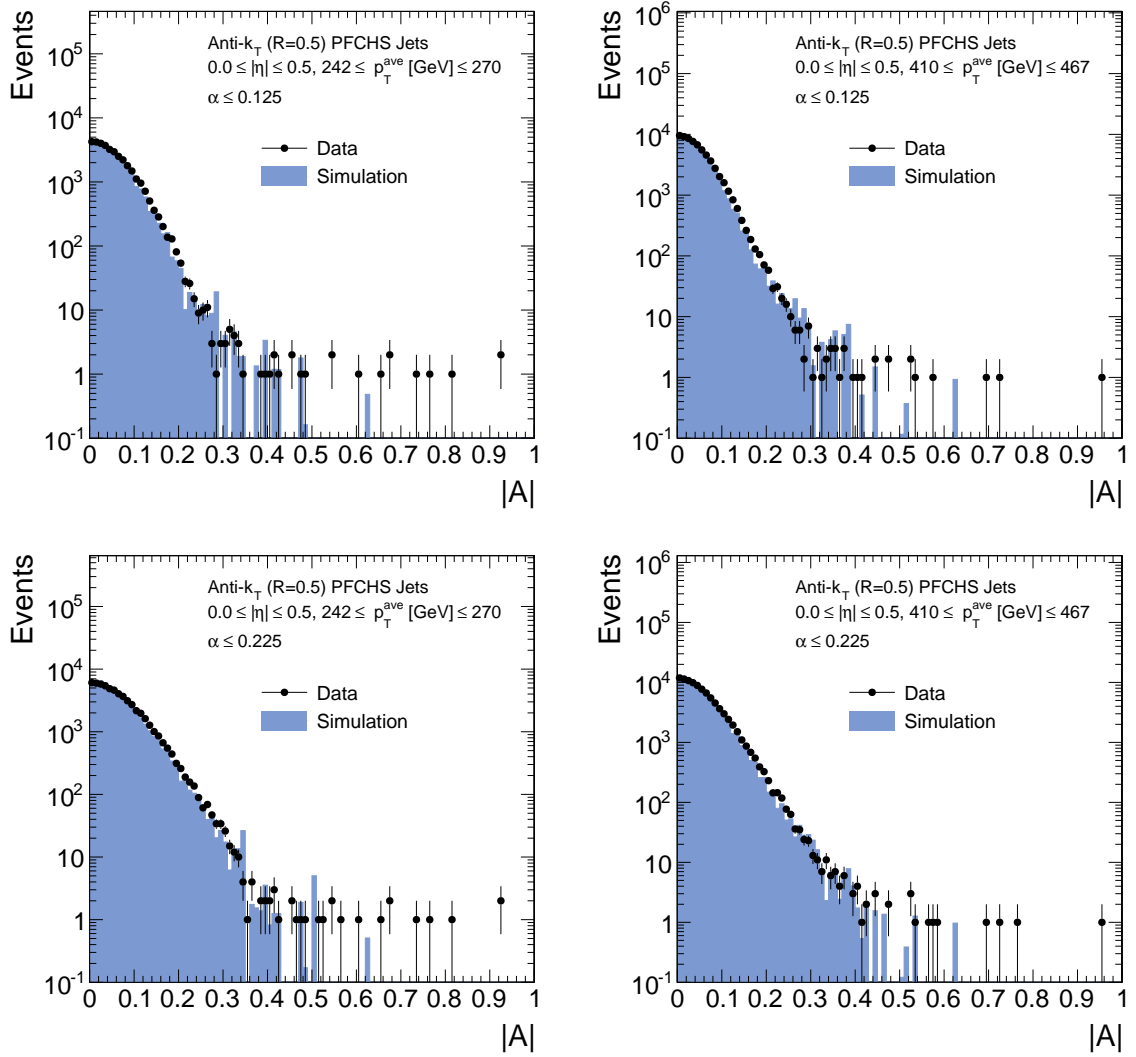 Events
10^5
10^4
10^3
10^2
10
1
10^-1
Anti-k_T (R=0.5) PFCHS Jets
0.0 ≤ |η| ≤ 0.5, 242 ≤ p_T^ave [GeV] ≤ 270
α ≤ 0.125
Data
Simulation
0 0.1 0.2 0.3 0.4 0.5 0.6 0.7 0.8 0.9 1
|A|
Events
10^6
10^5
10^4
10^3
10^2
10
1
10^-1
Anti-k_T (R=0.5) PFCHS Jets
0.0 ≤ |η| ≤ 0.5, 410 ≤ p_T^ave [GeV] ≤ 467
α ≤ 0.125
Data
Simulation
0 0.1 0.2 0.3 0.4 0.5 0.6 0.7 0.8 0.9 1
|A|
Events
10^5
10^4
10^3
10^2
10
1
10^-1
Anti-k_T (R=0.5) PFCHS Jets
0.0 ≤ |η| ≤ 0.5, 242 ≤ p_T^ave [GeV] ≤ 270
α ≤ 0.225
Data
Simulation
0 0.1 0.2 0.3 0.4 0.5 0.6 0.7 0.8 0.9 1
|A|
Events
10^6
10^5
10^4
10^3
10^2
10
1
10^-1
Anti-k_T (R=0.5) PFCHS Jets
0.0 ≤ |η| ≤ 0.5, 410 ≤ p_T^ave [GeV] ≤ 467
α ≤ 0.225
Data
Simulation
0 0.1 0.2 0.3 0.4 0.5 0.6 0.7 0.8 0.9 1
|A|